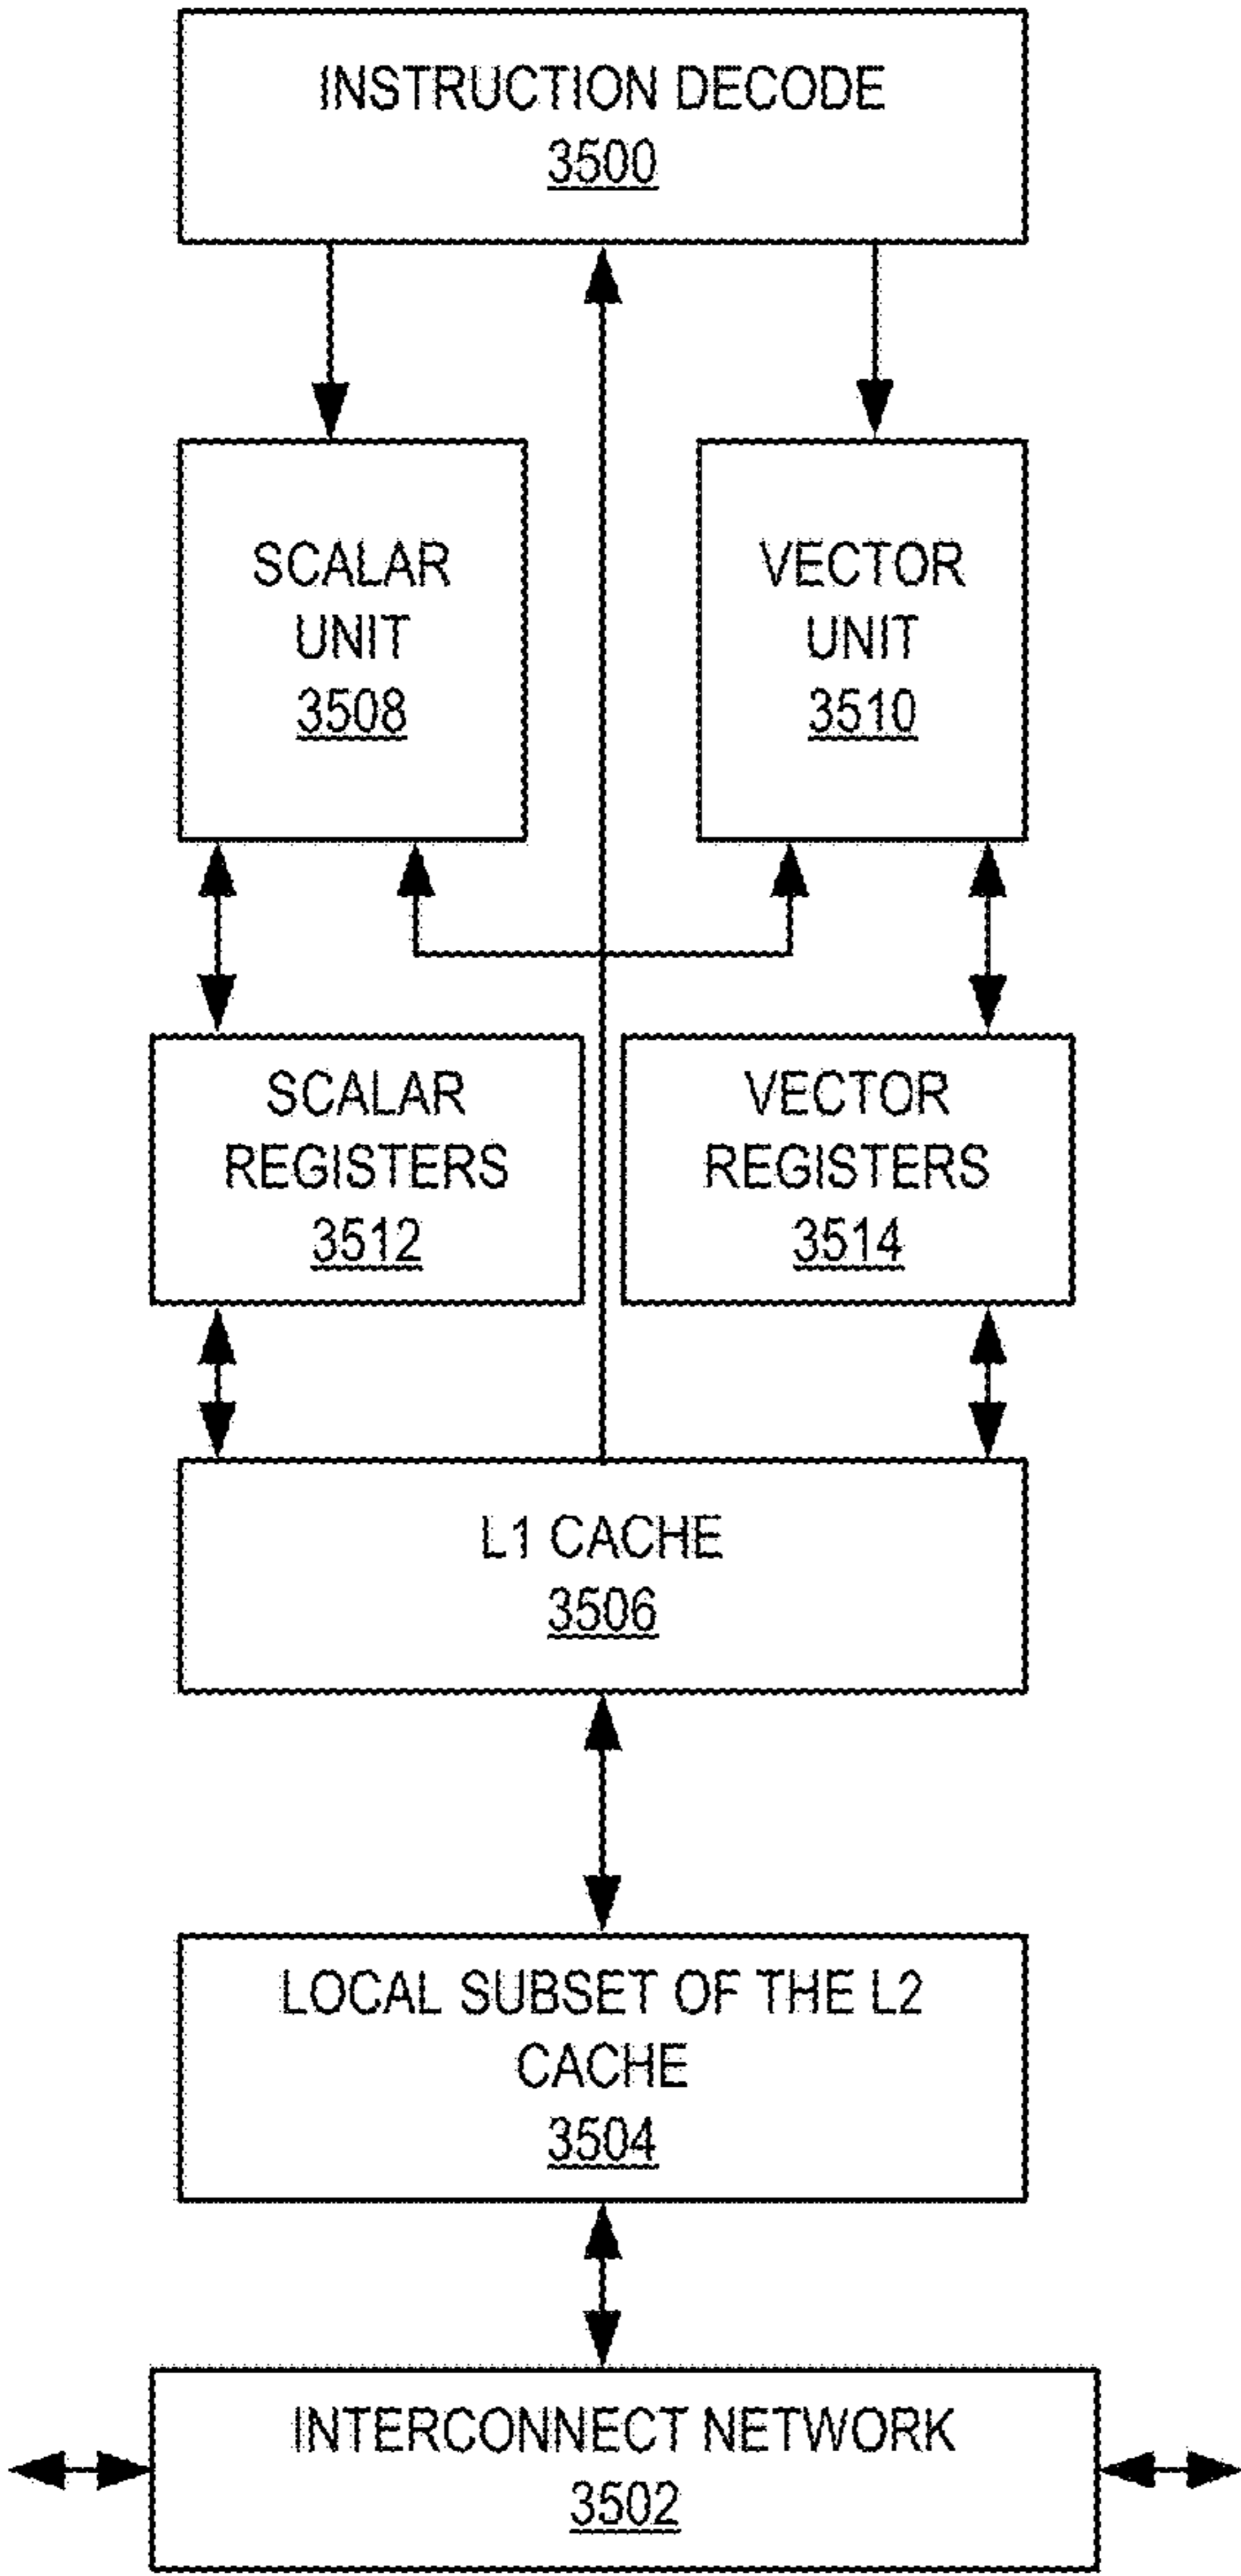 INSTRUCTION DECODE
3500
SCALAR
UNIT
3508
VECTOR
UNIT
3510
SCALAR
REGISTERS
3512
VECTOR
REGISTERS
3514
L1 CACHE
3506
LOCAL SUBSET OF THE L2
CACHE
3504
INTERCONNECT NETWORK
3502